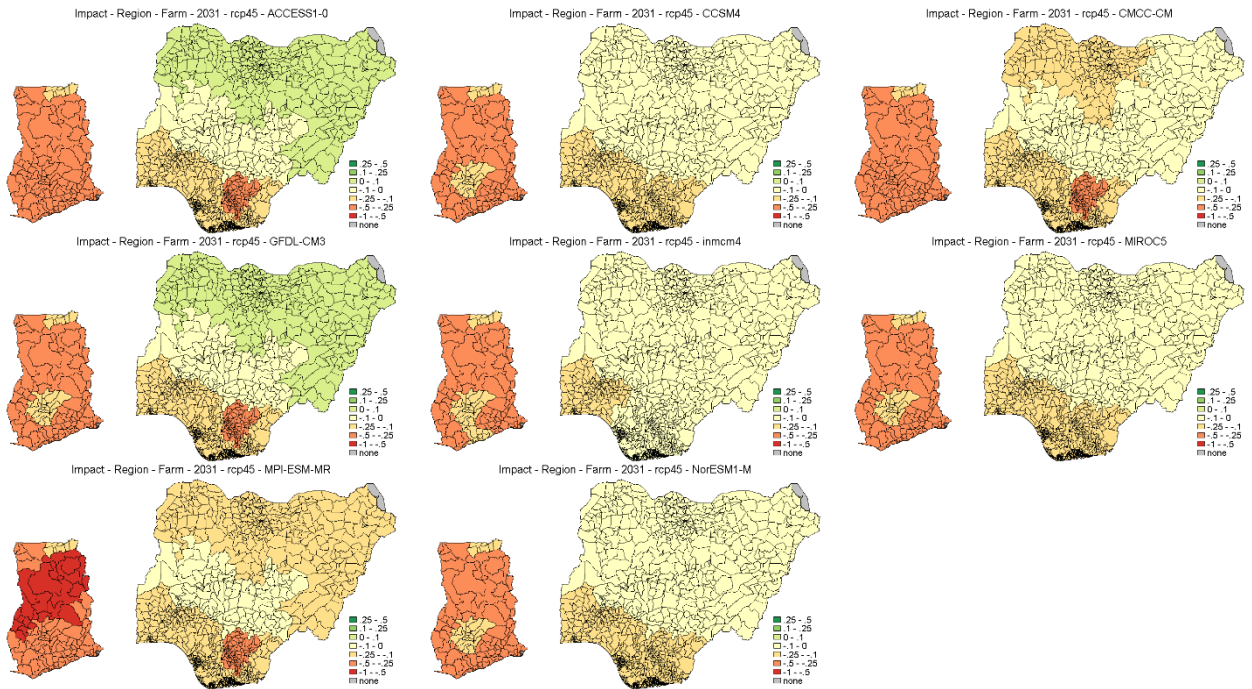 Impact - Region - Farm - 2031 - rcp45 - ACCESS1-0
.25 - .5
.1 - .25
0 - .1
-.1 - 0
-.25 - -.1
-.5 - -.25
-1 - -.5
none
Impact - Region - Farm - 2031 - rcp45 - CCSM4
.25 - .5
.1 - .25
0 - .1
-.1 - 0
-.25 - -.1
-.5 - -.25
-1 - -.5
none
Impact - Region - Farm - 2031 - rcp45 - CMCC-CM
.25 - .5
.1 - .25
0 - .1
-.1 - 0
-.25 - -.1
-.5 - -.25
-1 - -.5
none
Impact - Region - Farm - 2031 - rcp45 - GFDL-CM3
.25 - .5
.1 - .25
0 - .1
-.1 - 0
-.25 - -.1
-.5 - -.25
-1 - -.5
none
Impact - Region - Farm - 2031 - rcp45 - inmcm4
.25 - .5
.1 - .25
0 - .1
-.1 - 0
-.25 - -.1
-.5 - -.25
-1 - -.5
none
Impact - Region - Farm - 2031 - rcp45 - MIROC5
.25 - .5
.1 - .25
0 - .1
-.1 - 0
-.25 - -.1
-.5 - -.25
-1 - -.5
none
Impact - Region - Farm - 2031 - rcp45 - MPI-ESM-MR
.25 - .5
.1 - .25
0 - .1
-.1 - 0
-.25 - -.1
-.5 - -.25
-1 - -.5
none
Impact - Region - Farm - 2031 - rcp45 - NorESM1-M
.25 - .5
.1 - .25
0 - .1
-.1 - 0
-.25 - -.1
-.5 - -.25
-1 - -.5
none